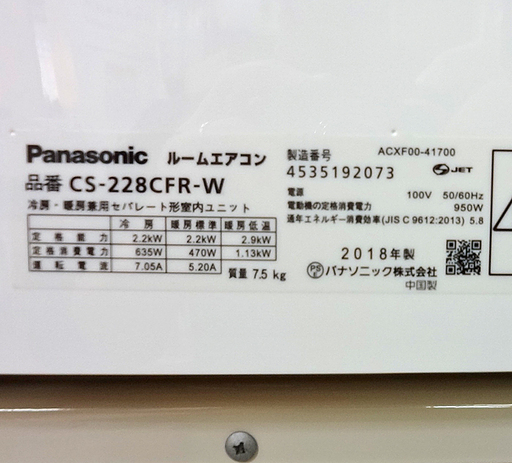 Panasonic ルームエアコン
品番 CS-228CFR-W
冷房・暖房兼用セパレート形室内ユニット
冷房 暖房標準 暖房低温
定格能力 2.2kW 2.2kW 2.9kW
定格消費電力 635W 470W 1.13kW
運転電流 7.05A 5.20A
質量 7.5 kg
ACXF00-41700
製造番号
4535192073
JET
電源 100V 50/60Hz
電動機の定格消費電力 950W
通年エネルギー消費効率(JIS C 9612:2013) 5.8
2018年製
PS
E
パナソニック株式会社
中国製